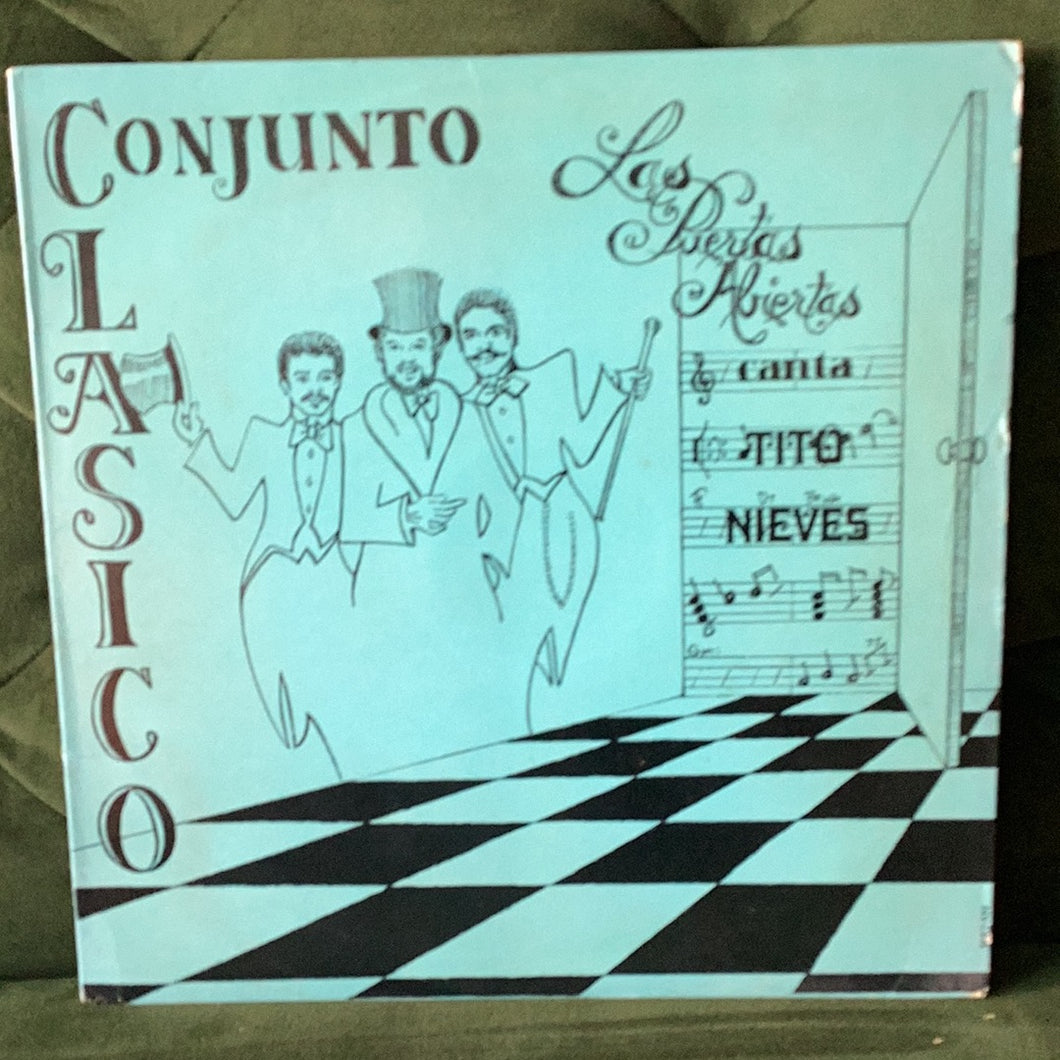 CONJUNTO
CLASICO
Las
Puertas
Abiertas
canta
TITO
NIEVES